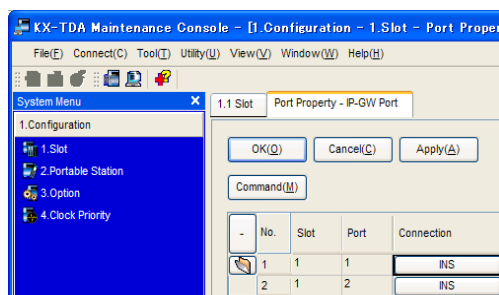 KX-TDA Maintenance Console - [1.Configuration - 1.Slot - Port Prope
File(F) Connect(C) Tool(T) Utility(U) View(V) Window(W) Help(H)
System Menu X
1.Configuration
1.Slot
2.Portable Station
3.Option
4.Clock Priority
1.1 Slot Port Property - IP-GW Port
OK(O) Cancel(C) Apply(A)
Command(M)
- No. Slot Port Connection
1 1 1 INS
2 1 2 INS